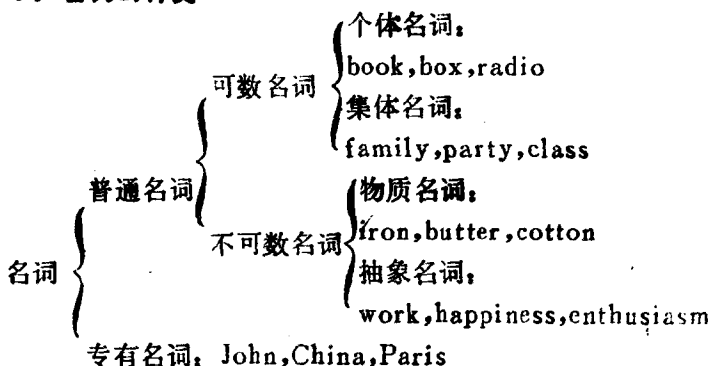 个体名词:
book,box,radio
可数名词
集体名词:
family,party,class
普通名词
物质名词:
iron,butter,cotton
不可数名词
抽象名词:
名词
work,happiness,enthusiasm
专有名词: John,China,Paris